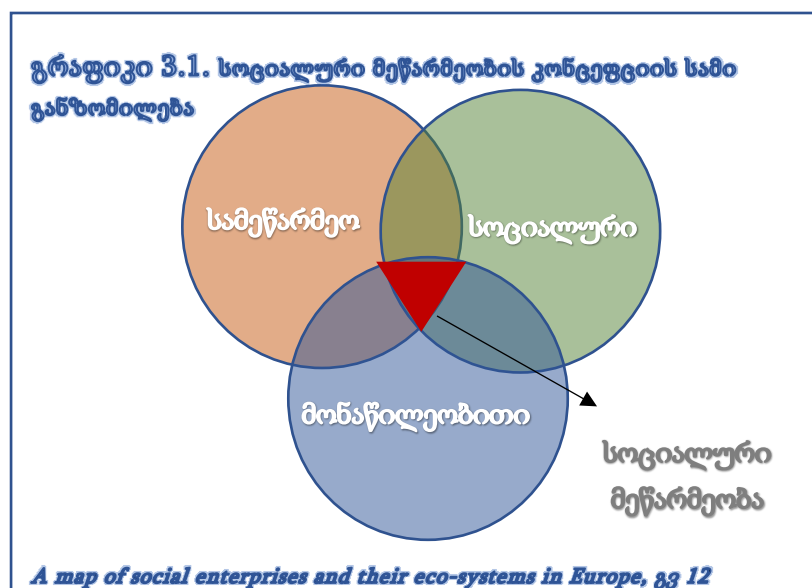 გრაფიკი 3.1. სოციალური მეწარმეობის კონცეფციის სამი
განზომილება
სამეწარმეო
სოციალური
მონაწილეობითი
სოციალური
მეწარმეობა
A map of social enterprises and their eco-systems in Europe, გვ 12